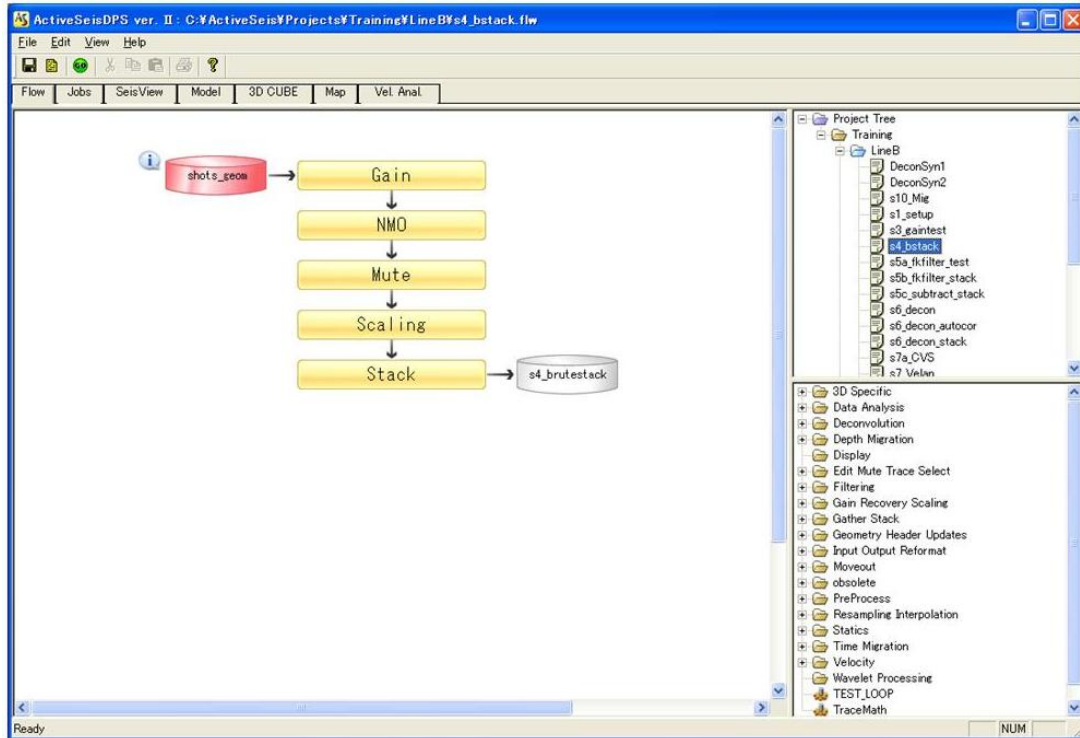 ActiveSeisDPS ver. II : C:¥ActiveSeis¥Projects¥Training¥LineB¥s4_bstack.flw
File Edit View Help
GO
Flow Jobs SeisView Model 3D CUBE Map Vel. Anal.
shots_geom
Gain
NMO
Mute
Scaling
Stack
s4_brutestack
Project Tree
Training
LineB
DeconSyn1
DeconSyn2
s10_Mig
s1_setup
s3_gaintest
s4_bstack
s5a_fkfilter_test
s5b_fkfilter_stack
s5c_subtract_stack
s6_decon
s6_decon_autocor
s6_decon_stack
s7a_CVS
s7_Velan
3D Specific
Data Analysis
Deconvolution
Depth Migration
Display
Edit Mute Trace Select
Filtering
Gain Recovery Scaling
Gather Stack
Geometry Header Updates
Input Output Reformat
Moveout
obsolete
PreProcess
Resampling Interpolation
Statics
Time Migration
Velocity
Wavelet Processing
TEST_LOOP
TraceMath
Ready
NUM